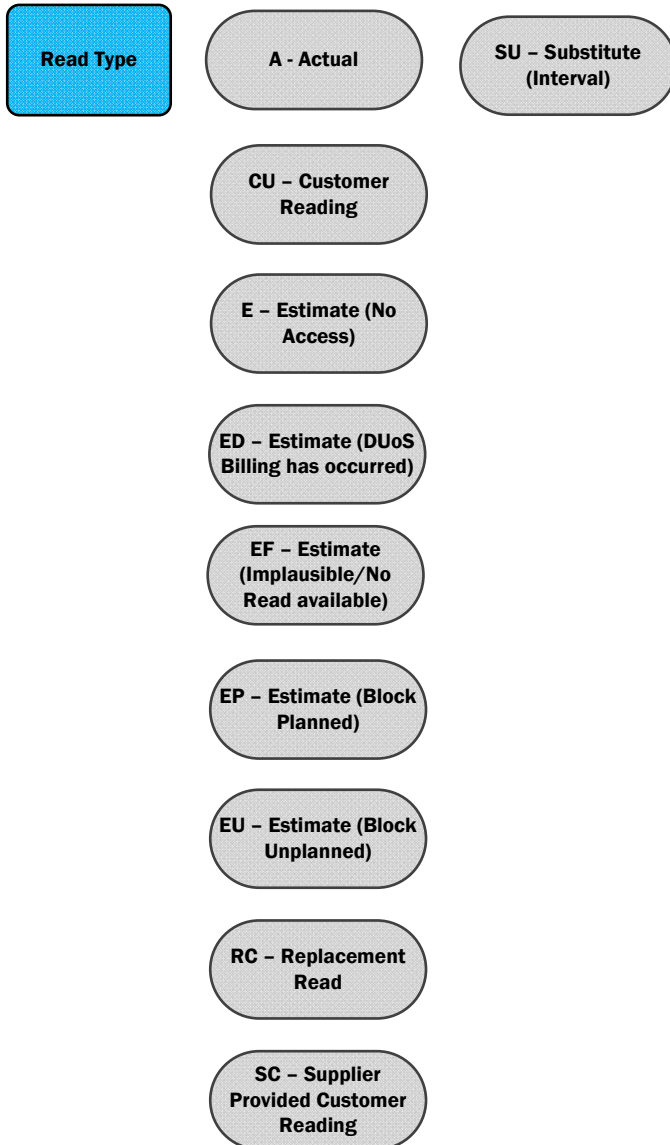 Read Type
A - Actual
SU – Substitute
(Interval)
CU – Customer
Reading
E – Estimate (No
Access)
ED – Estimate (DUoS
Billing has occurred)
EF – Estimate
(Implausible/No
Read available)
EP – Estimate (Block
Planned)
EU – Estimate (Block
Unplanned)
RC – Replacement
Read
SC – Supplier
Provided Customer
Reading